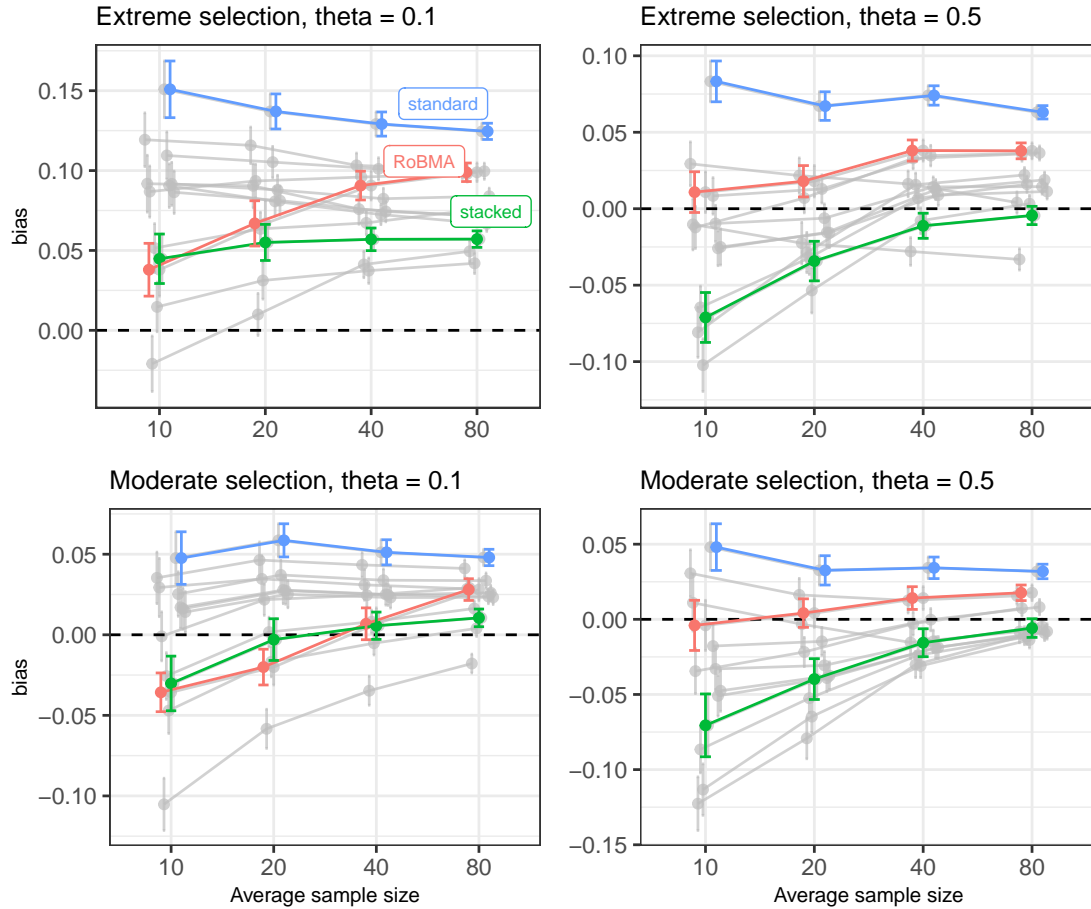 Extreme selection, theta = 0.1
bias
0.15
0.10
0.05
0.00
standard
RoBMA
stacked
10 20 40 80
Extreme selection, theta = 0.5
0.10
0.05
0.00
−0.05
−0.10
10 20 40 80
Moderate selection, theta = 0.1
bias
0.05
0.00
−0.05
−0.10
10 20 40 80
Average sample size
Moderate selection, theta = 0.5
0.05
0.00
−0.05
−0.10
−0.15
10 20 40 80
Average sample size